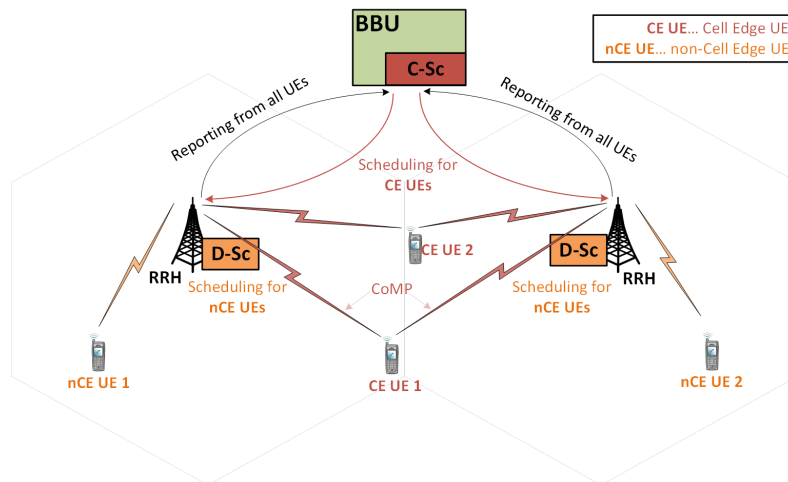 BBU
C-Sc
CE UE... Cell Edge UE
nCE UE... non-Cell Edge UE
Reporting from all UEs
Reporting from all UEs
Scheduling for
CE UEs
D-Sc
RRH
Scheduling for
nCE UEs
CE UE 2
D-Sc
RRH
Scheduling for
nCE UEs
CoMP
nCE UE 1
CE UE 1
nCE UE 2